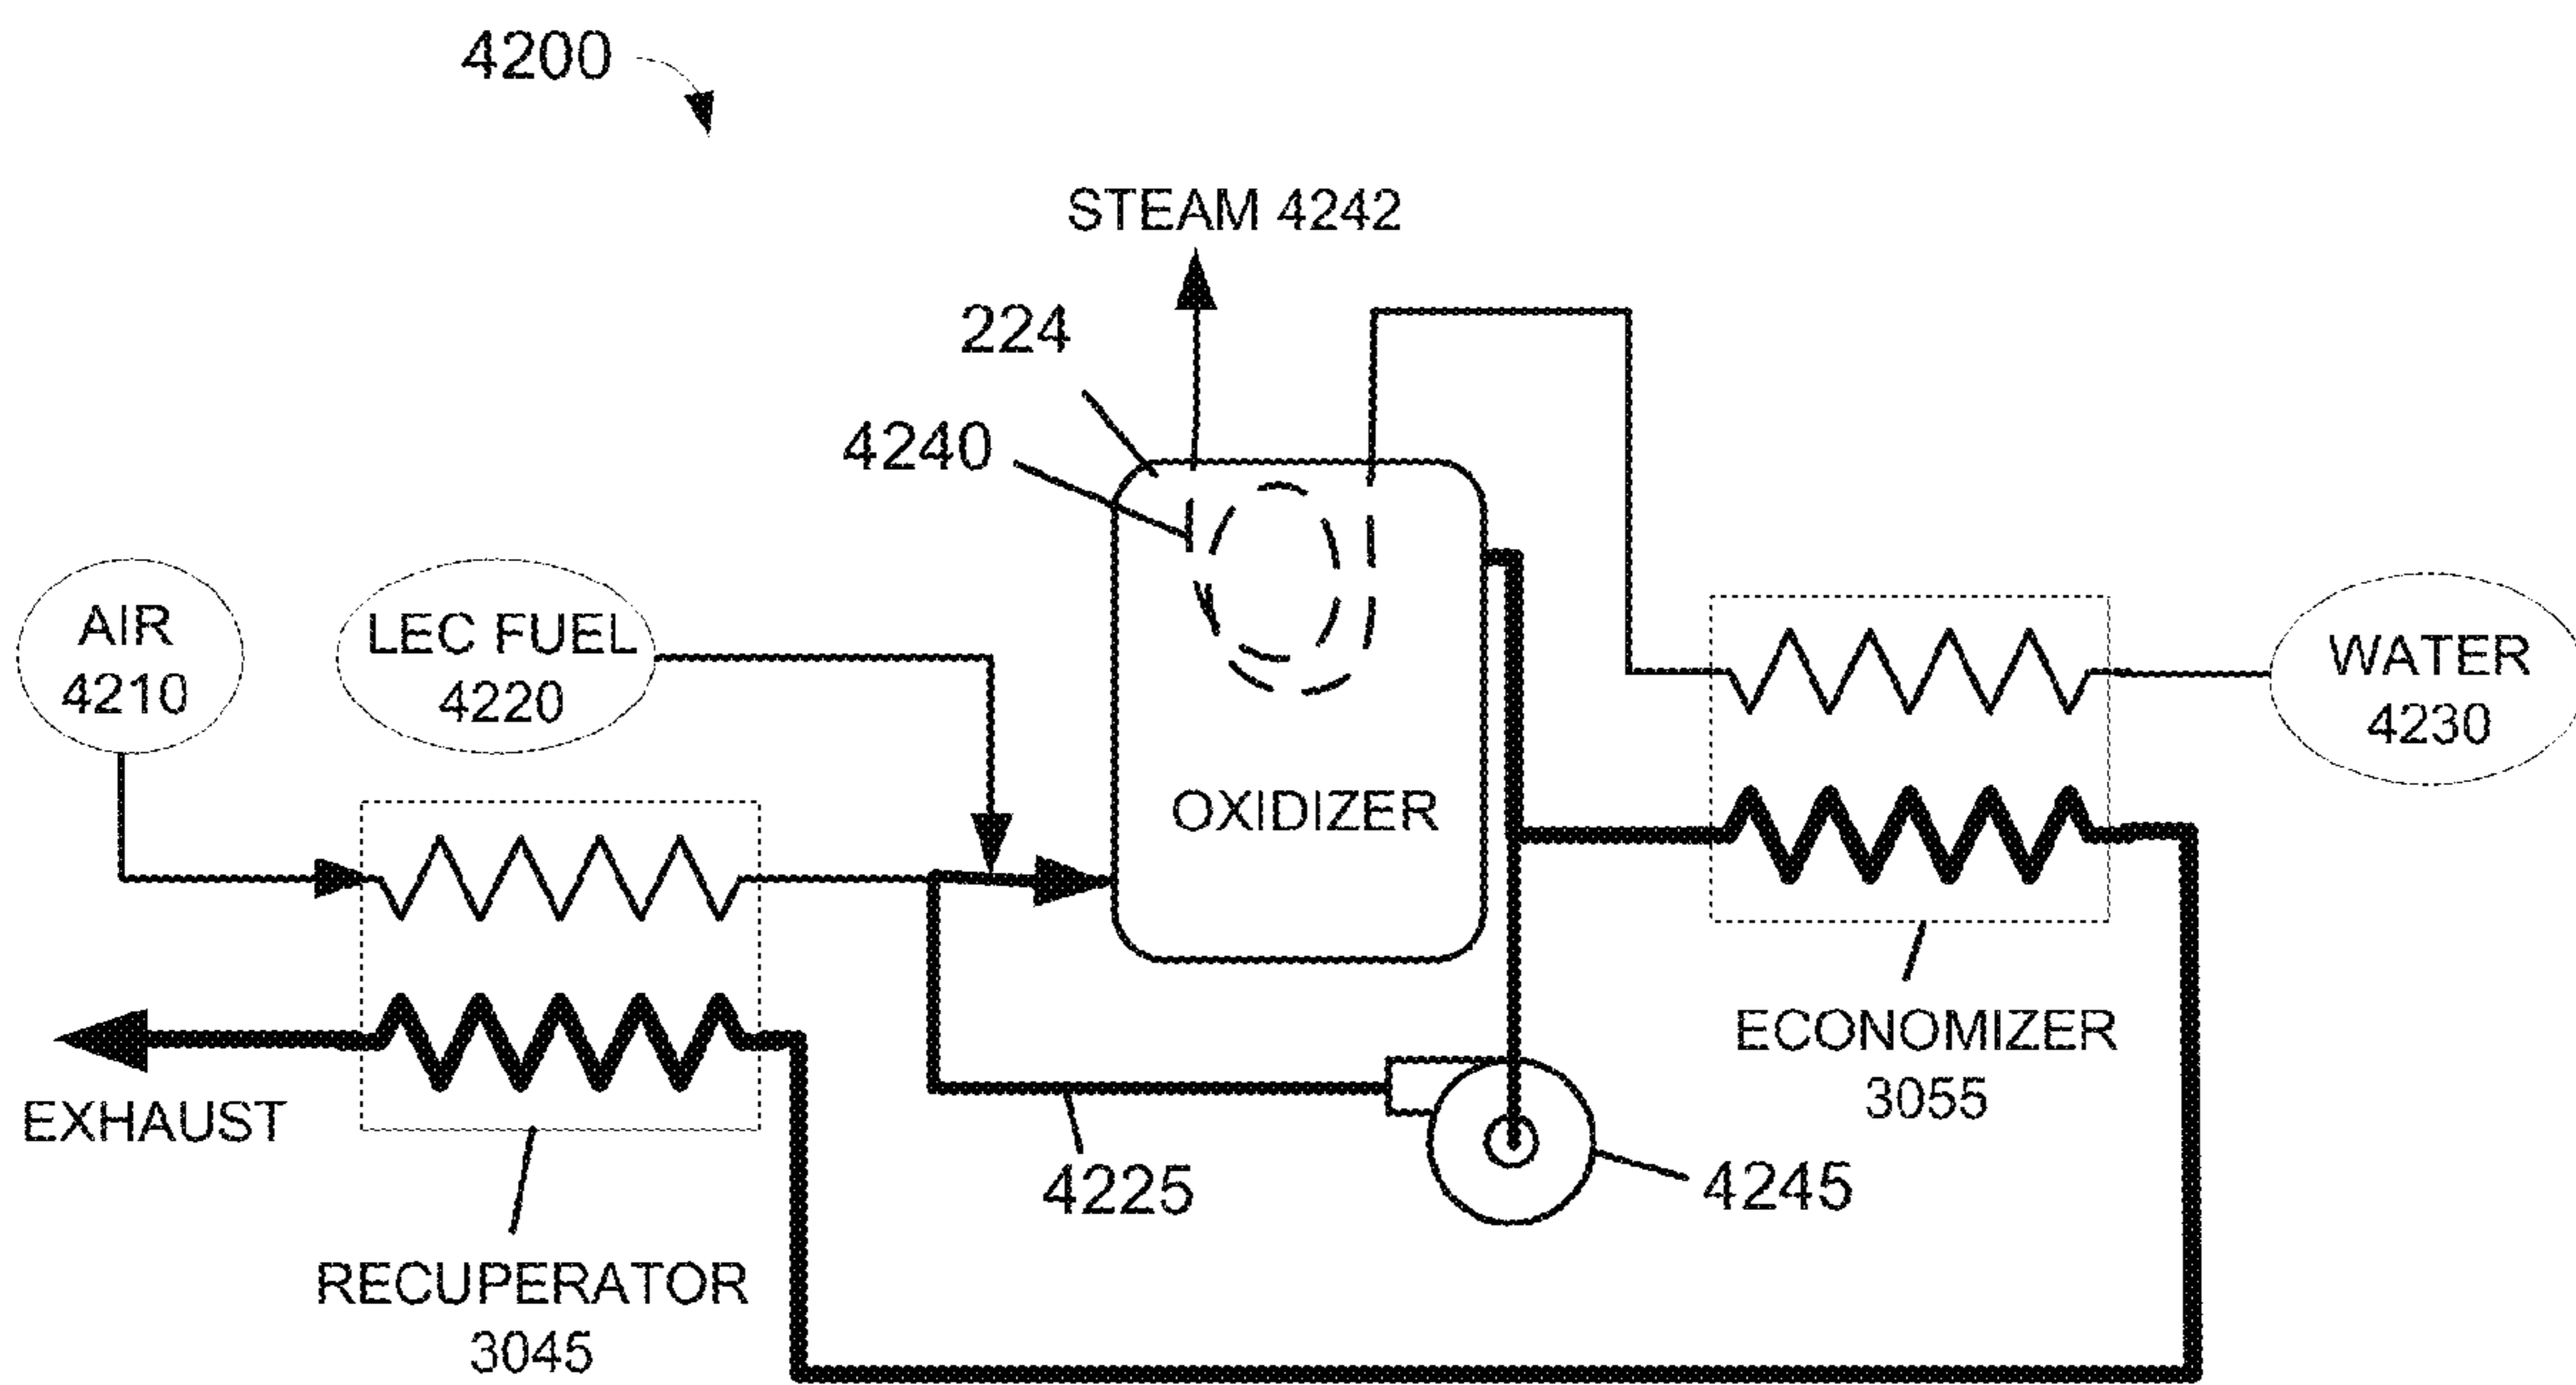 4200
STEAM 4242
224
4240
AIR
4210
LEC FUEL
4220
WATER
4230
OXIDIZER
ECONOMIZER
3055
EXHAUST
4225
4245
RECUPERATOR
3045